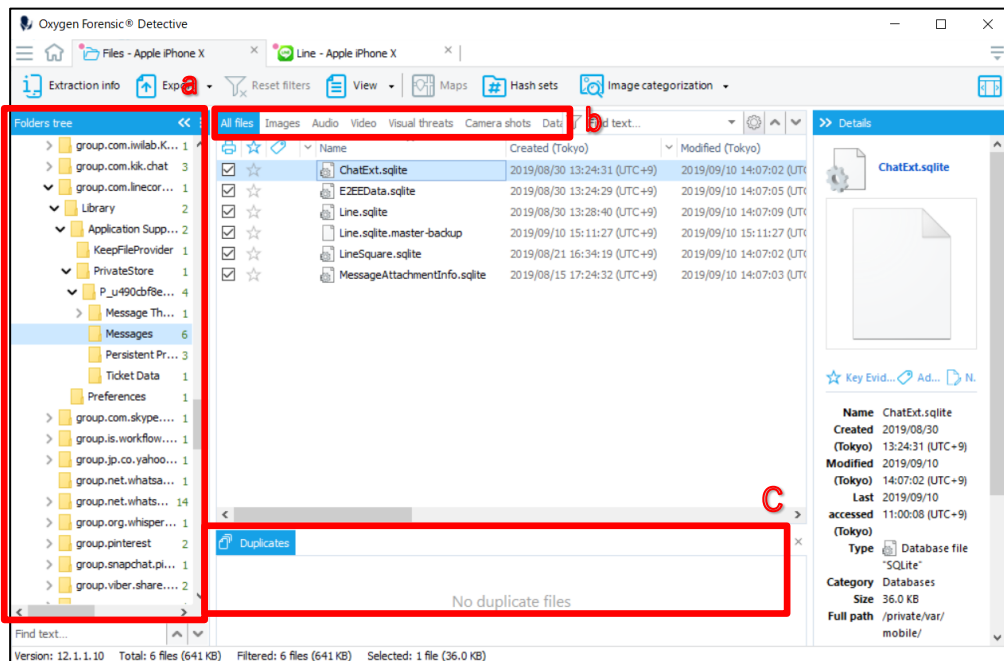 Oxygen Forensic® Detective
Files - Apple iPhone X
Line - Apple iPhone X
Extraction info
Export
a
Reset filters
View
Maps
Hash sets
Image categorization
Folders tree
group.com.iwilab.K... 1
group.com.kik.chat 3
group.com.linecor... 1
Library 2
Application Supp... 2
KeepFileProvider 1
PrivateStore 1
P_u490cbf8e... 4
Message Th... 1
Messages 6
Persistent Pr... 3
Ticket Data 1
Preferences 1
group.com.skype.... 1
group.is.workflow.... 1
group.jp.co.yahoo... 1
group.net.whatsa... 1
group.net.whats... 14
group.org.whisper... 1
group.pinterest 2
group.snapchat.pi... 1
group.viber.share.... 2
Find text...
All files Images Audio Video Visual threats Camera shots Data
b
Find text...
Name Created (Tokyo) Modified (Tokyo)
ChatExt.sqlite 2019/08/30 13:24:31 (UTC+9) 2019/09/10 14:07:02 (UT
E2EEData.sqlite 2019/08/30 13:24:29 (UTC+9) 2019/09/10 14:07:05 (UT
Line.sqlite 2019/08/30 13:28:40 (UTC+9) 2019/09/10 14:07:09 (UT
Line.sqlite.master-backup 2019/09/10 15:11:27 (UTC+9) 2019/09/10 15:11:27 (UT
LineSquare.sqlite 2019/08/21 16:34:19 (UTC+9) 2019/09/10 14:07:02 (UT
MessageAttachmentInfo.sqlite 2019/08/15 17:24:32 (UTC+9) 2019/09/10 14:07:03 (UT
C
Duplicates
No duplicate files
Details
ChatExt.sqlite
Key Evid... Ad... N.
Name ChatExt.sqlite
Created 2019/08/30
(Tokyo) 13:24:31 (UTC+9)
Modified 2019/09/10
(Tokyo) 14:07:02 (UTC+9)
Last 2019/09/10
accessed 11:00:08 (UTC+9)
(Tokyo)
Type Database file
"SQLite"
Category Databases
Size 36.0 KB
Full path /private/var/
mobile/
Version: 12.1.1.10 Total: 6 files (641 KB) Filtered: 6 files (641 KB) Selected: 1 file (36.0 KB)